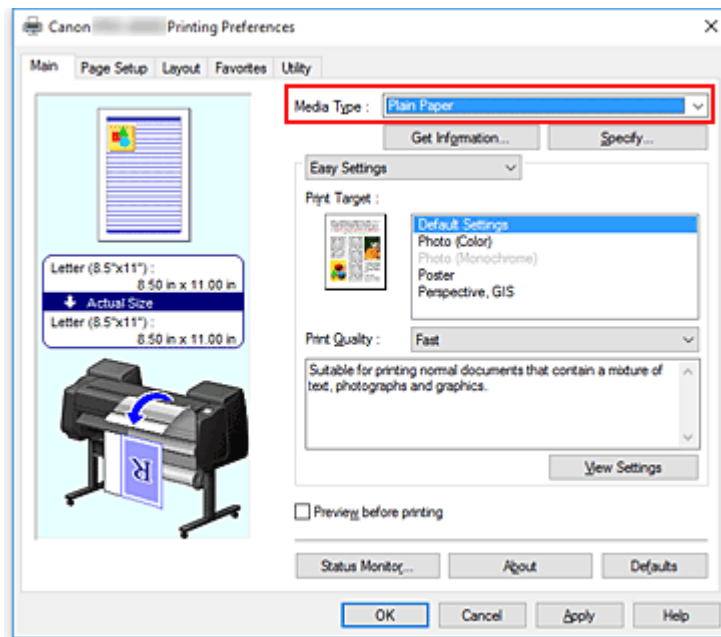 Canon Printing Preferences
Main Page Setup Layout Favorites Utility
Media Type : Plain Paper
Get Information... Specify...
Easy Settings
Print Target :
Default Settings
Photo (Color)
Photo (Monochrome)
Poster
Perspective, GIS
Letter (8.5"x11") :
8.50 in x 11.00 in
Actual Size
Letter (8.5"x11") :
8.50 in x 11.00 in
Print Quality : Fast
Suitable for printing normal documents that contain a mixture of
text, photographs and graphics.
R
View Settings
Preview before printing
Status Monitor... About Defaults
OK Cancel Apply Help